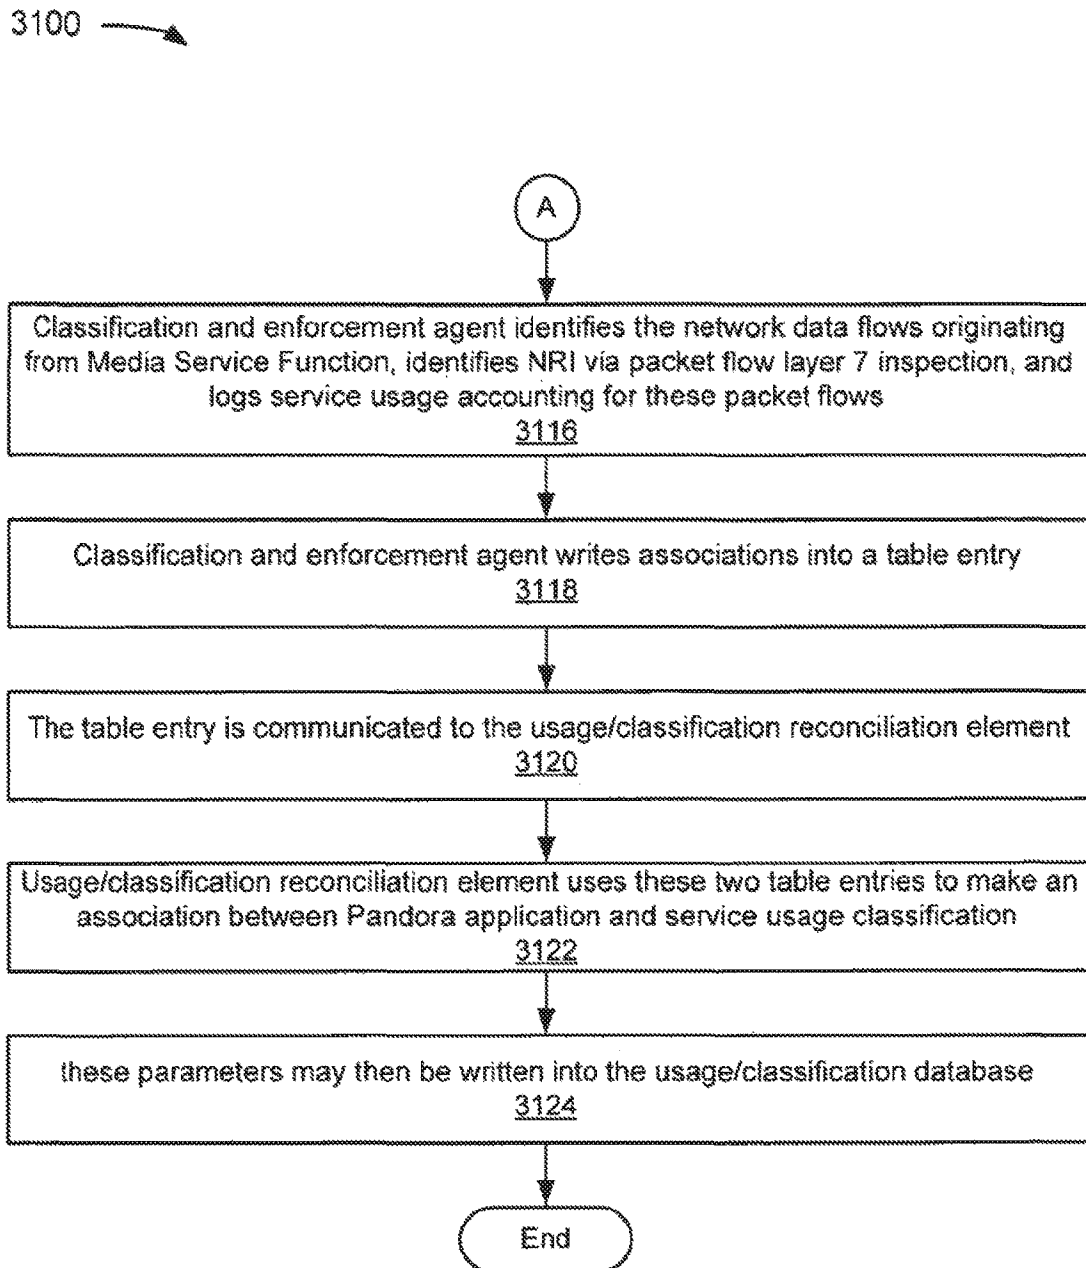 3100
A
Classification and enforcement agent identifies the network data flows originating
from Media Service Function, identifies NRI via packet flow layer 7 inspection, and
logs service usage accounting for these packet flows
3116
Classification and enforcement agent writes associations into a table entry
3118
The table entry is communicated to the usage/classification reconciliation element
3120
Usage/classification reconciliation element uses these two table entries to make an
association between Pandora application and service usage classification
3122
these parameters may then be written into the usage/classification database
3124
End